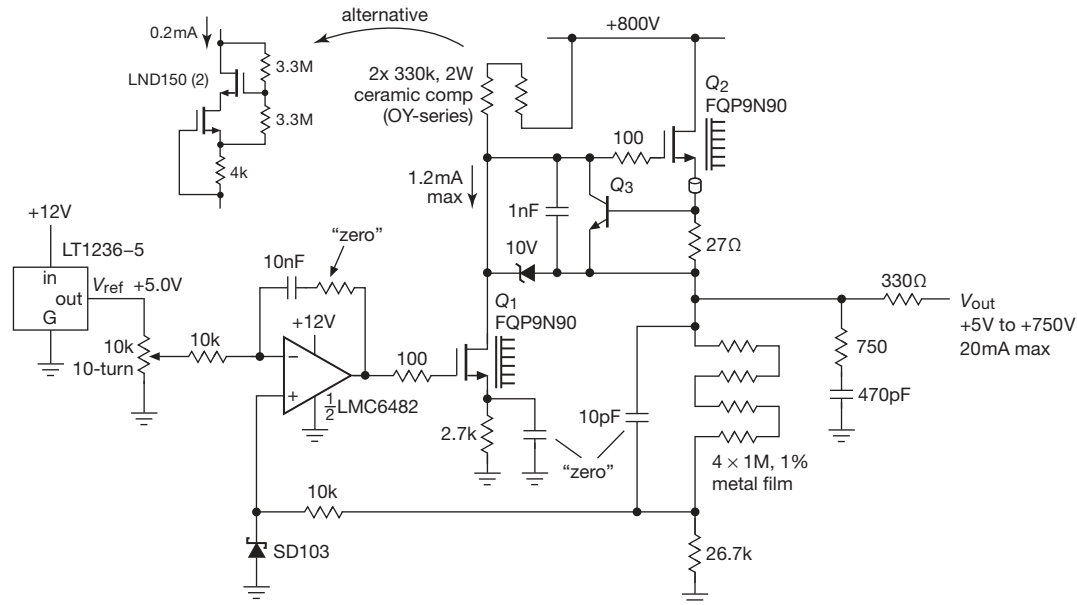 alternative
0.2mA
3.3M
LND150 (2)
3.3M
4k
2x 330k, 2W
ceramic comp
(OY-series)
+800V
Q2
FQP9N90
100
Q3
1.2mA
max
1nF
27Ω
10V
+12V
LT1236–5
in
out
G
Vref +5.0V
10k
10-turn
10k
“zero”
10nF
+12V
−
+
½LMC6482
100
Q1
FQP9N90
2.7k
“zero”
10pF
330Ω
Vout
+5V to +750V
20mA max
750
470pF
4 × 1M, 1%
metal film
10k
SD103
26.7k